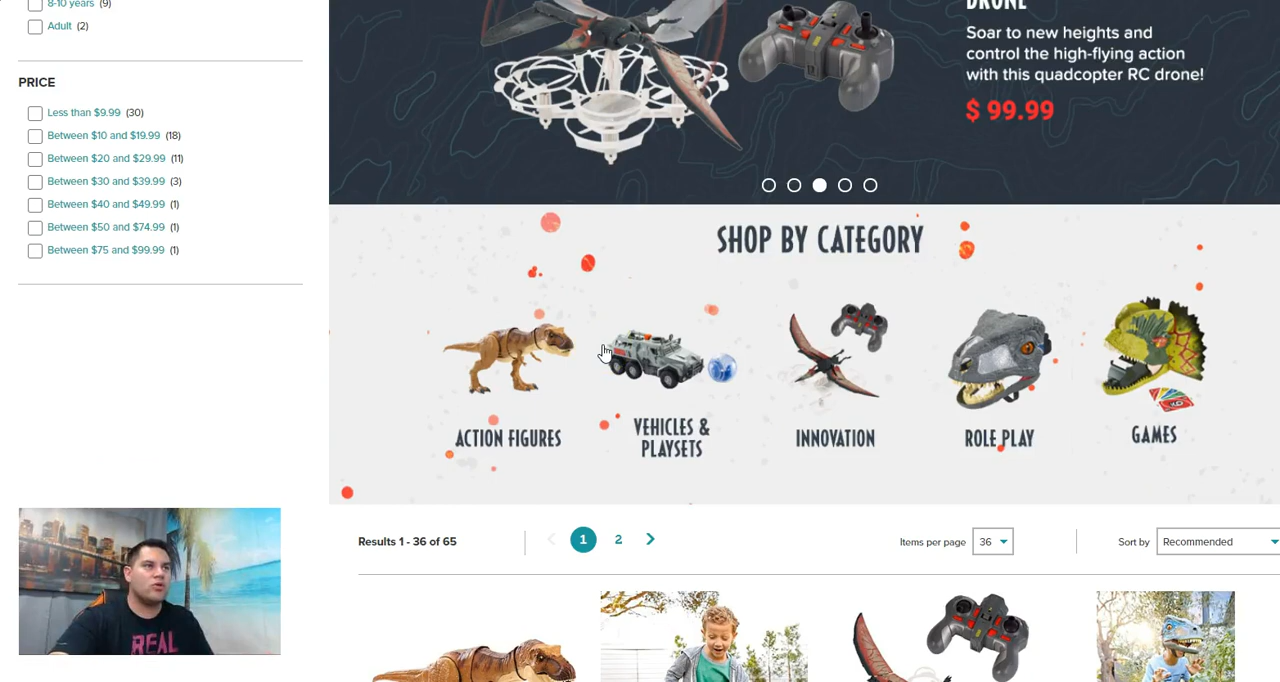 8-10 years (9)
Adult (2)
PRICE
Less than $9.99 (30)
Between $10 and $19.99 (18)
Between $20 and $29.99 (11)
Between $30 and $39.99 (3)
Between $40 and $49.99 (1)
Between $50 and $74.99 (1)
Between $75 and $99.99 (1)
DRONE
Soar to new heights and
control the high-flying action
with this quadcopter RC drone!
$ 99.99
SHOP BY CATEGORY
ACTION FIGURES
VEHICLES &
PLAYSETS
INNOVATION
ROLE PLAY
GAMES
Results 1 - 36 of 65
1 2
Items per page 36
Sort by Recommended
REAL